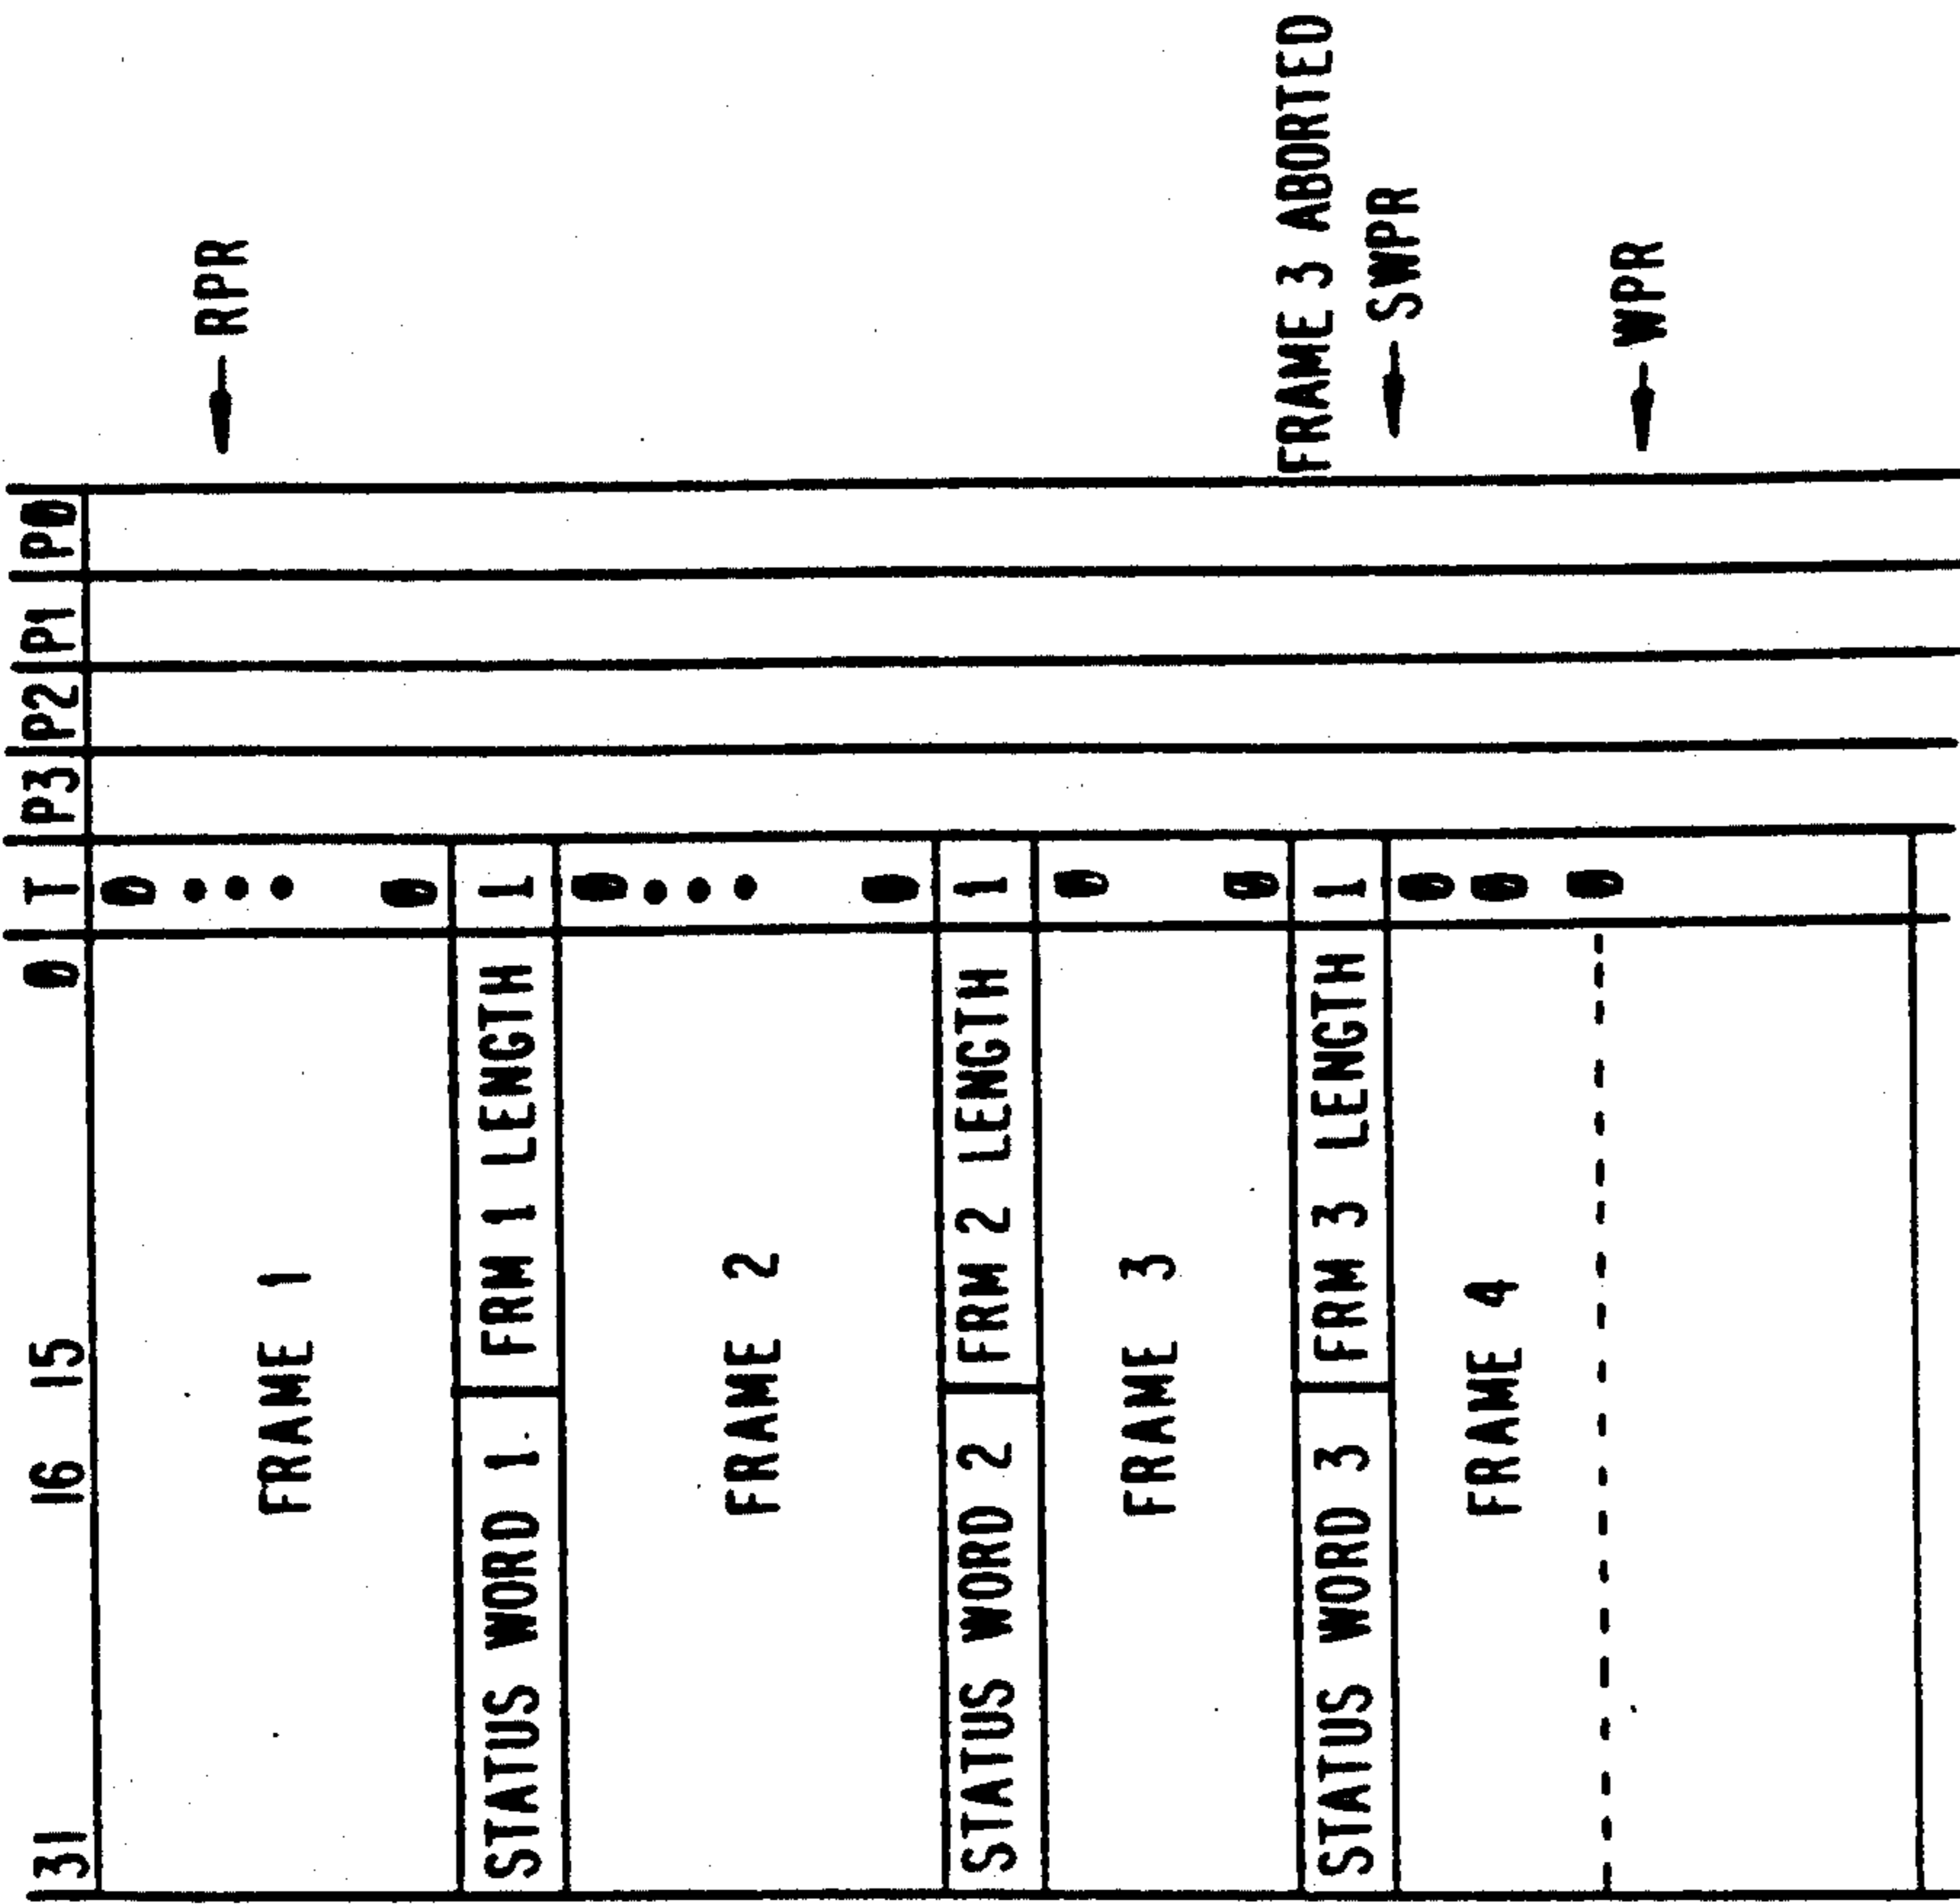 31 16 15 0 T P3 P2 P1 P0
0
FRAME 1 ← RPR
0
STATUS WORD 1 FRM 1 LENGTH 1
0
FRAME 2
0
STATUS WORD 2 FRM 2 LENGTH 1
0
FRAME 3
0
STATUS WORD 3 FRM 3 LENGTH 1 FRAME 3 ABORTED
0 ← SWPR
FRAME 4 0
0 ← WPR